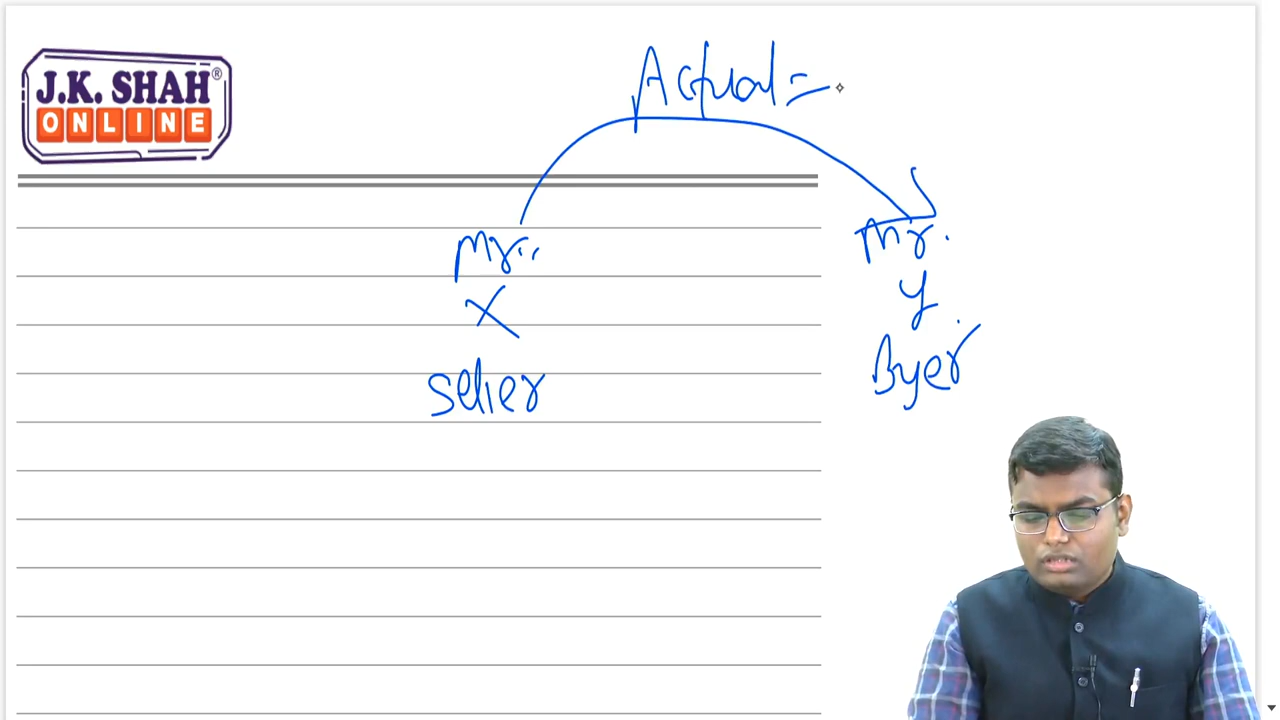 J.K. SHAH®
ONLINE
Actual =
Mr.
X
seller
Mr.
Y
Byer